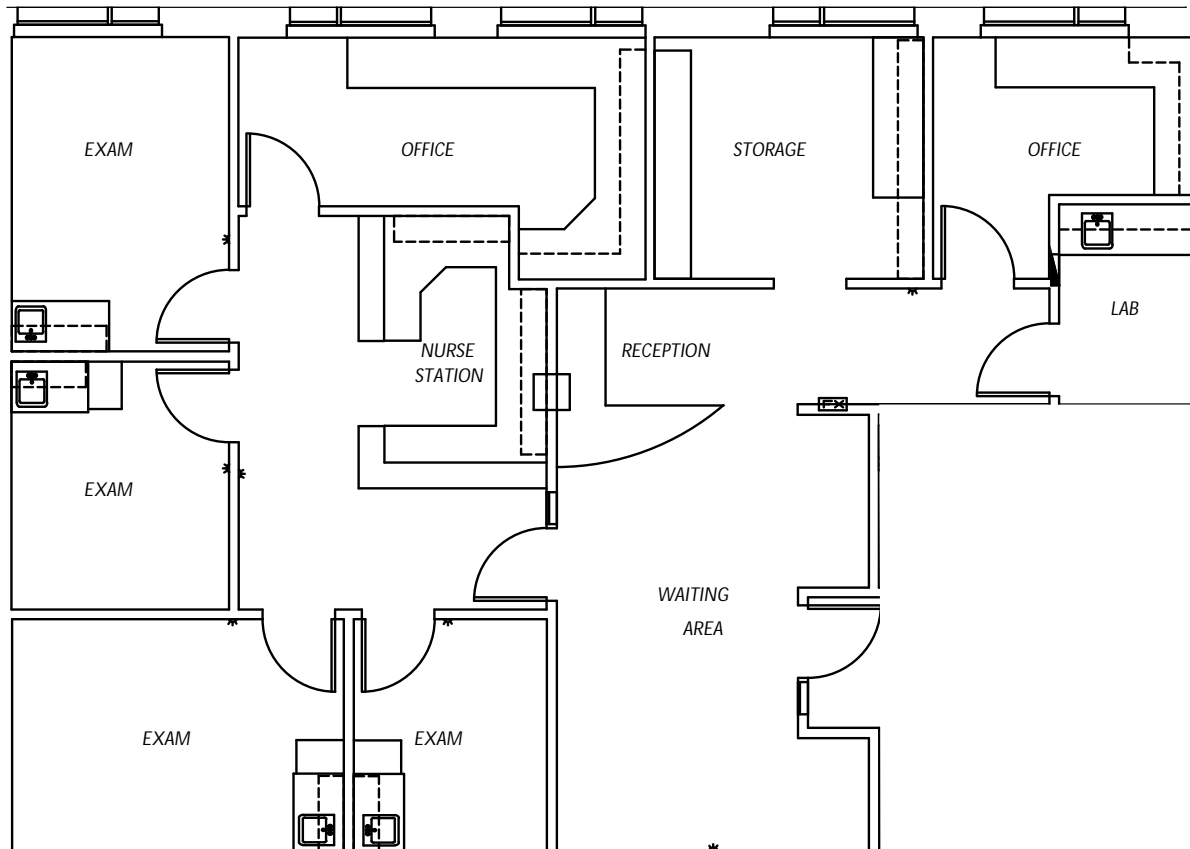 EXAM
OFFICE
STORAGE
OFFICE
LAB
NURSE
STATION
RECEPTION
FX
EXAM
WAITING
AREA
EXAM
EXAM